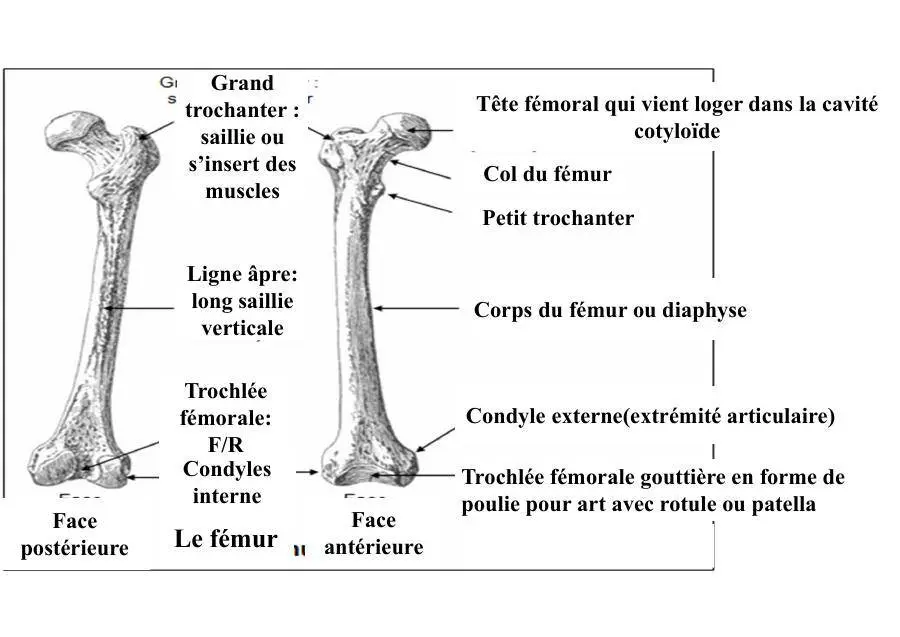 Grand
trochanter :
saillie ou
s’insert des
muscles
Tête fémoral qui vient loger dans la cavité
cotyloïde
Col du fémur
Petit trochanter
Ligne âpre:
long saillie
verticale
Corps du fémur ou diaphyse
Trochlée
fémorale:
F/R
Condyles
interne
Condyle externe(extrémité articulaire)
Trochlée fémorale gouttière en forme de
poulie pour art avec rotule ou patella
Face
postérieure
Le fémur
Face
antérieure